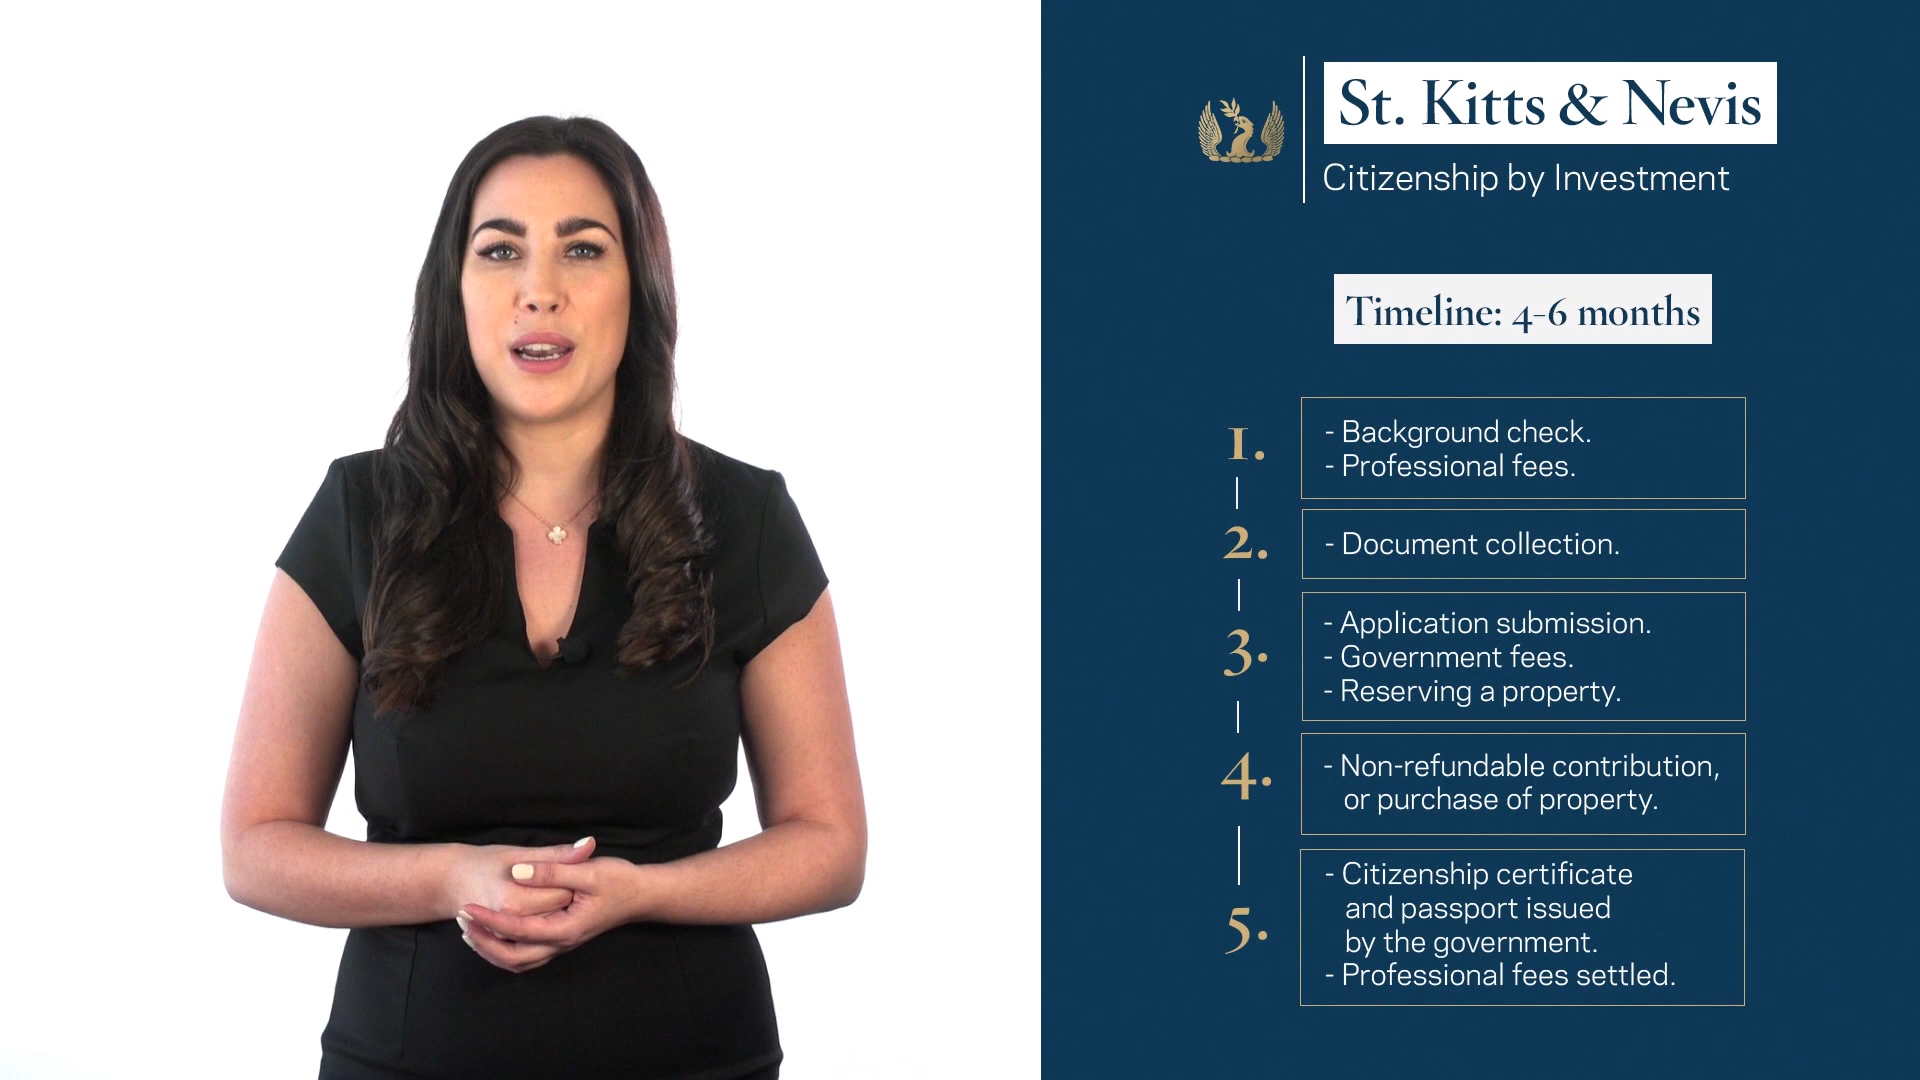 St. Kitts & Nevis
Citizenship by Investment
Timeline: 4-6 months
1.
- Background check.
- Professional fees.
2.
- Document collection.
3.
- Application submission.
- Government fees.
- Reserving a property.
4.
- Non-refundable contribution,
or purchase of property.
5.
- Citizenship certificate
and passport issued
by the government.
- Professional fees settled.